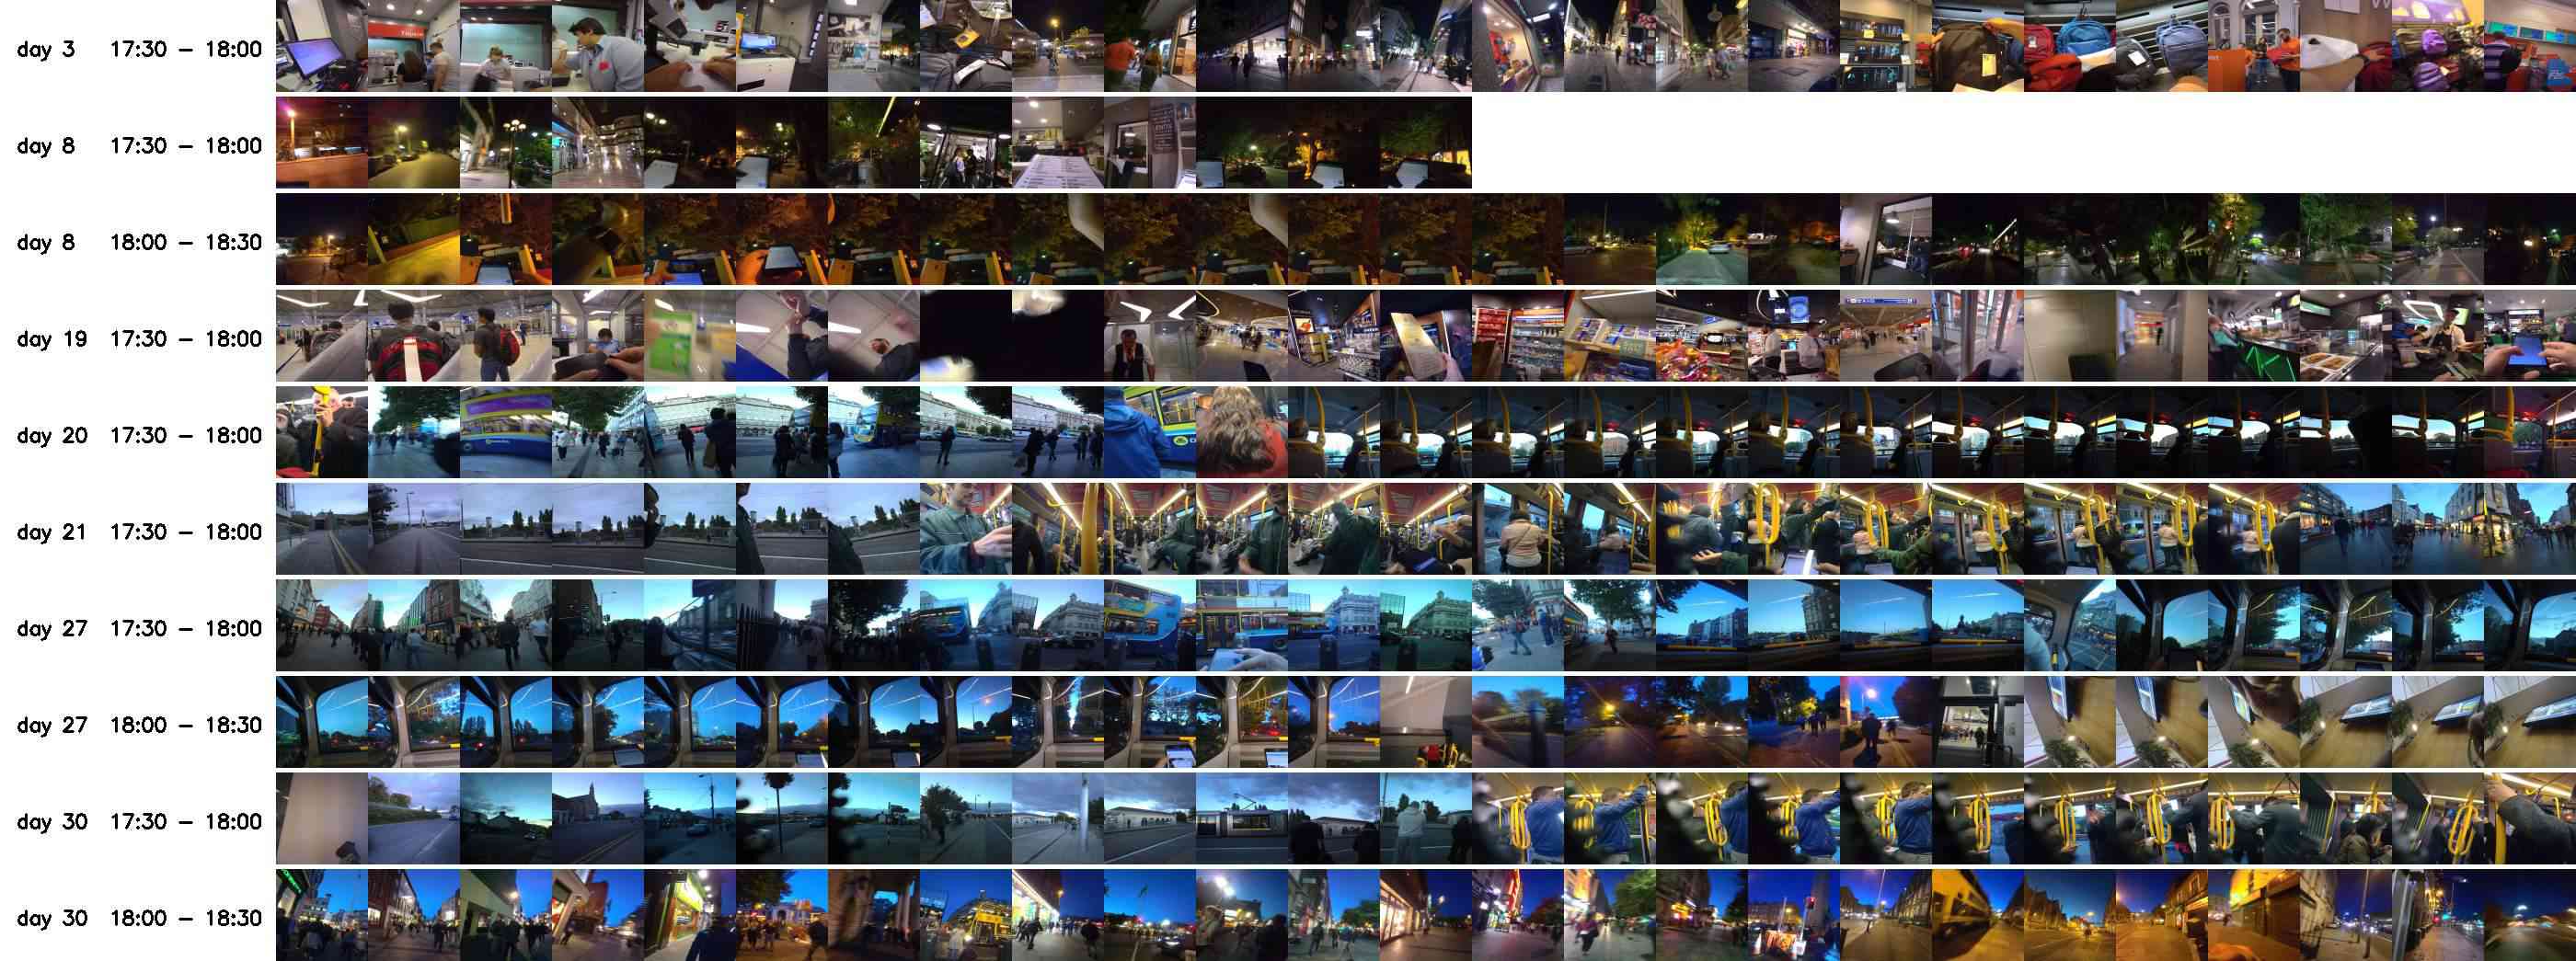 day 3 17:30 – 18:00
day 8 17:30 – 18:00
day 8 18:00 – 18:30
day 19 17:30 – 18:00
day 20 17:30 – 18:00
day 21 17:30 – 18:00
day 27 17:30 – 18:00
day 27 18:00 – 18:30
day 30 17:30 – 18:00
day 30 18:00 – 18:30